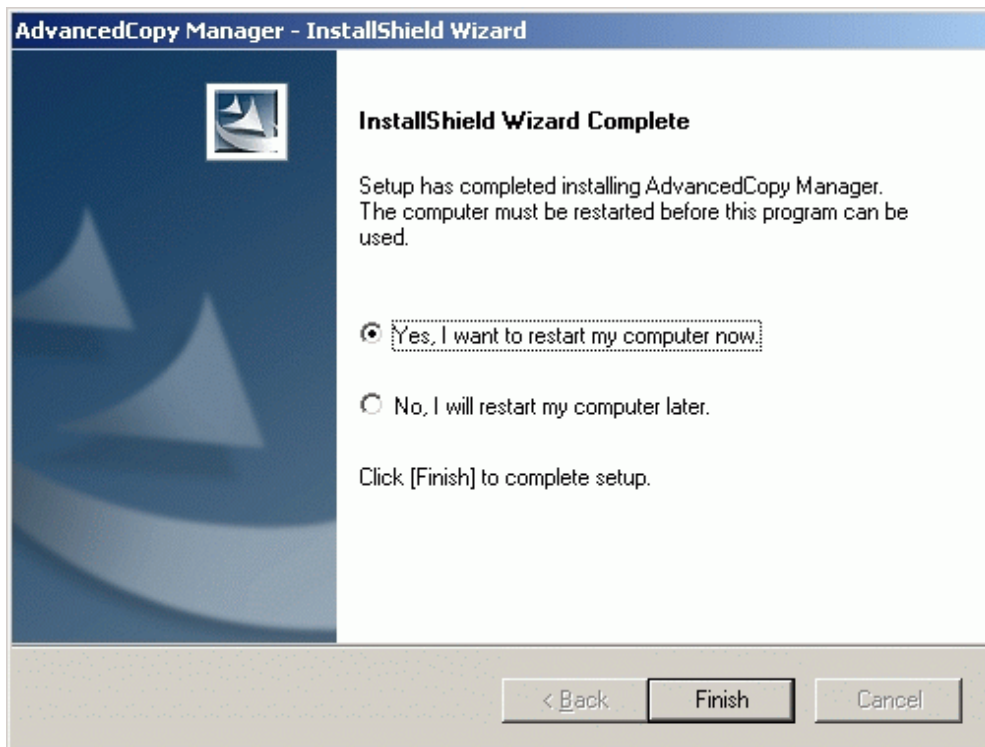 AdvancedCopy Manager - InstallShield Wizard
InstallShield Wizard Complete
Setup has completed installing AdvancedCopy Manager.
The computer must be restarted before this program can be
used.
Yes, I want to restart my computer now.
No, I will restart my computer later.
Click [Finish] to complete setup.
< Back
Finish
Cancel